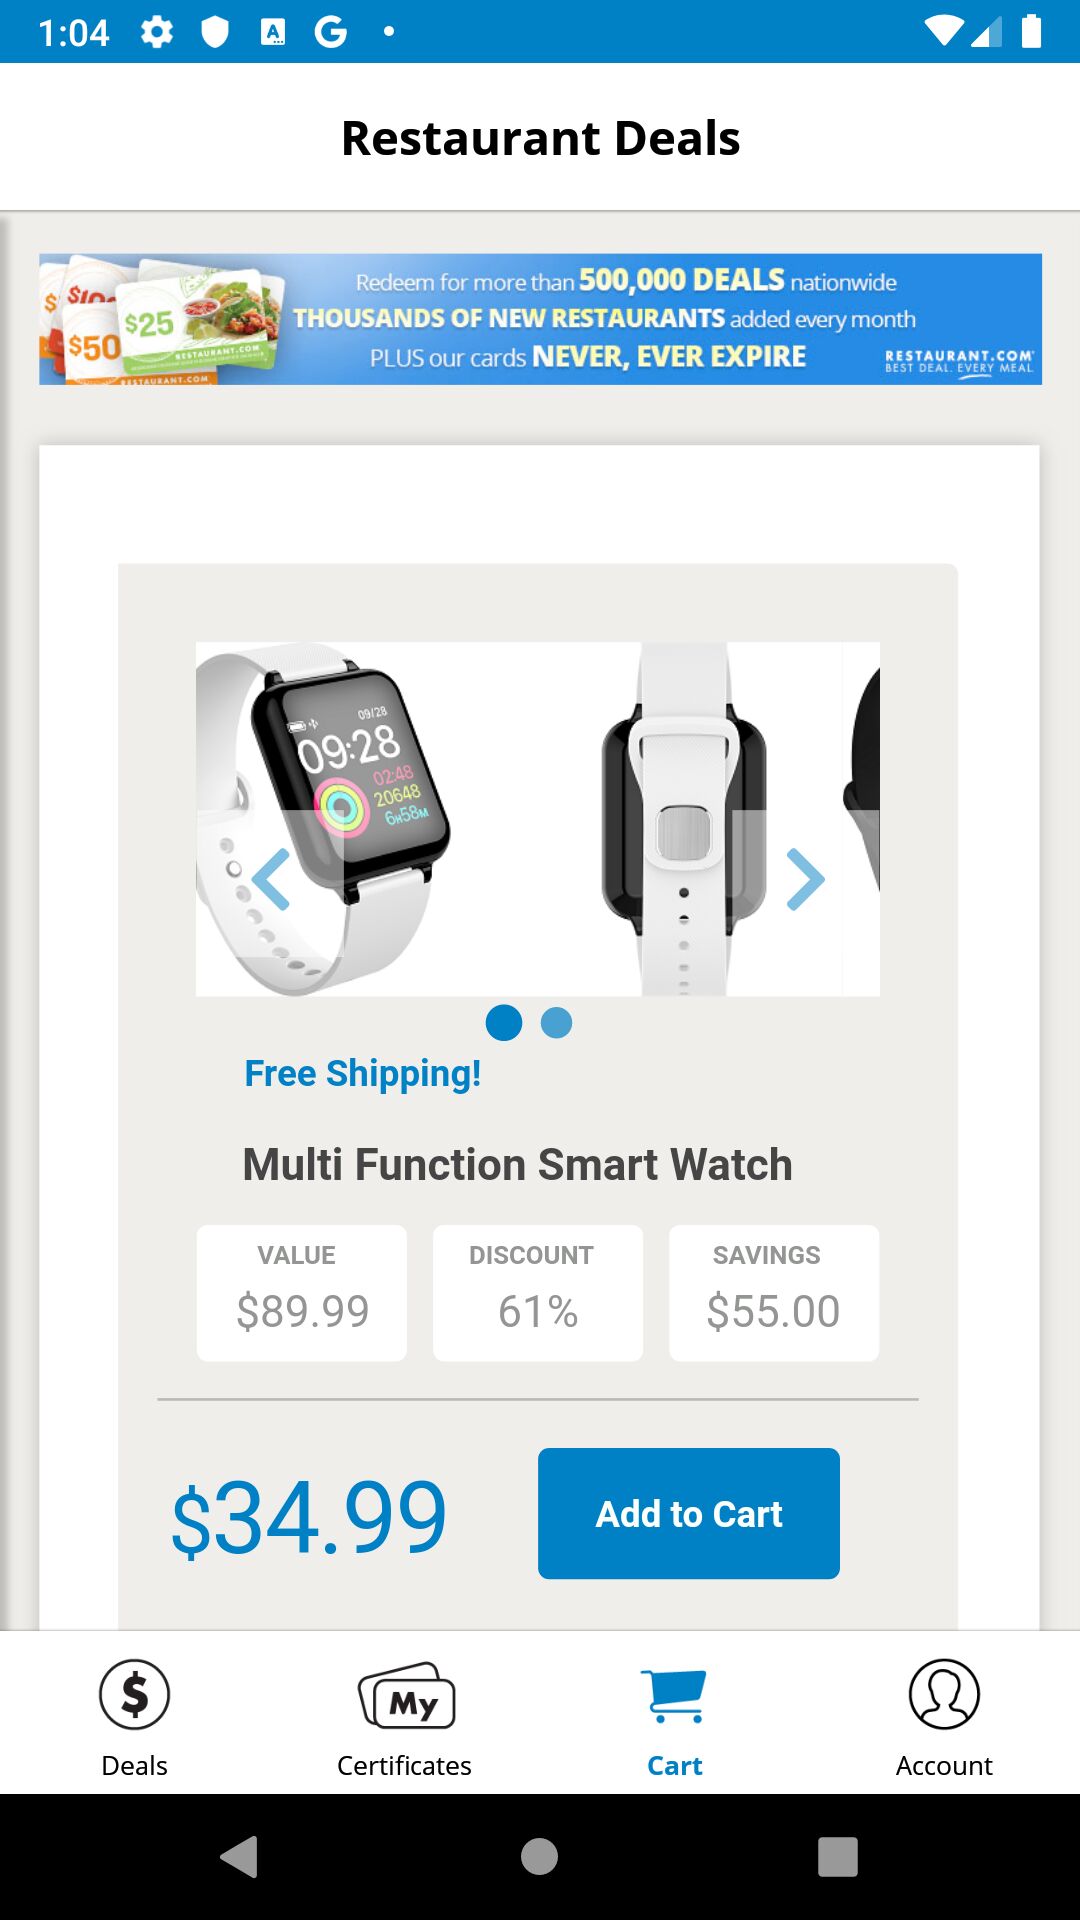 1:04
Restaurant Deals
Redeem for more than 500,000 DEALS nationwide
THOUSANDS OF NEW RESTAURANTS added every month
PLUS our cards NEVER, EVER EXPIRE
RESTAURANT.COM
BEST DEAL. EVERY MEAL
$25
$50
RESTAURANT.COM
RESTAURANT.COM
09/28
09:28
02:48
20648
6H58M
Free Shipping!
Multi Function Smart Watch
VALUE DISCOUNT SAVINGS
$89.99 61% $55.00
$34.99 Add to Cart
My
Deals Certificates Cart Account